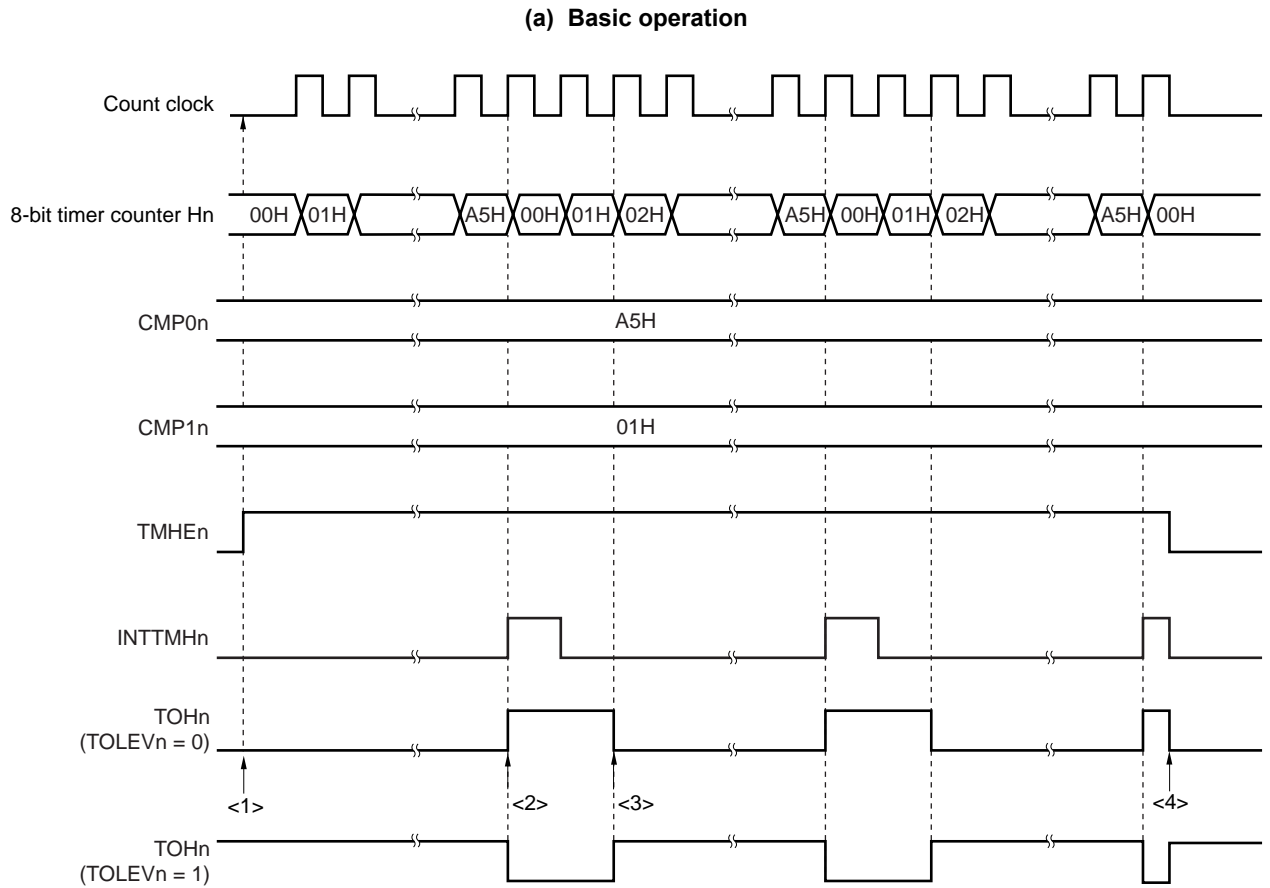 (a) Basic operation
Count clock
8-bit timer counter Hn
00H 01H A5H 00H 01H 02H A5H 00H 01H 02H A5H 00H
CMP0n
A5H
CMP1n
01H
TMHEn
INTTMHn
TOHn
(TOLEVn = 0)
<1> <2> <3> <4>
TOHn
(TOLEVn = 1)